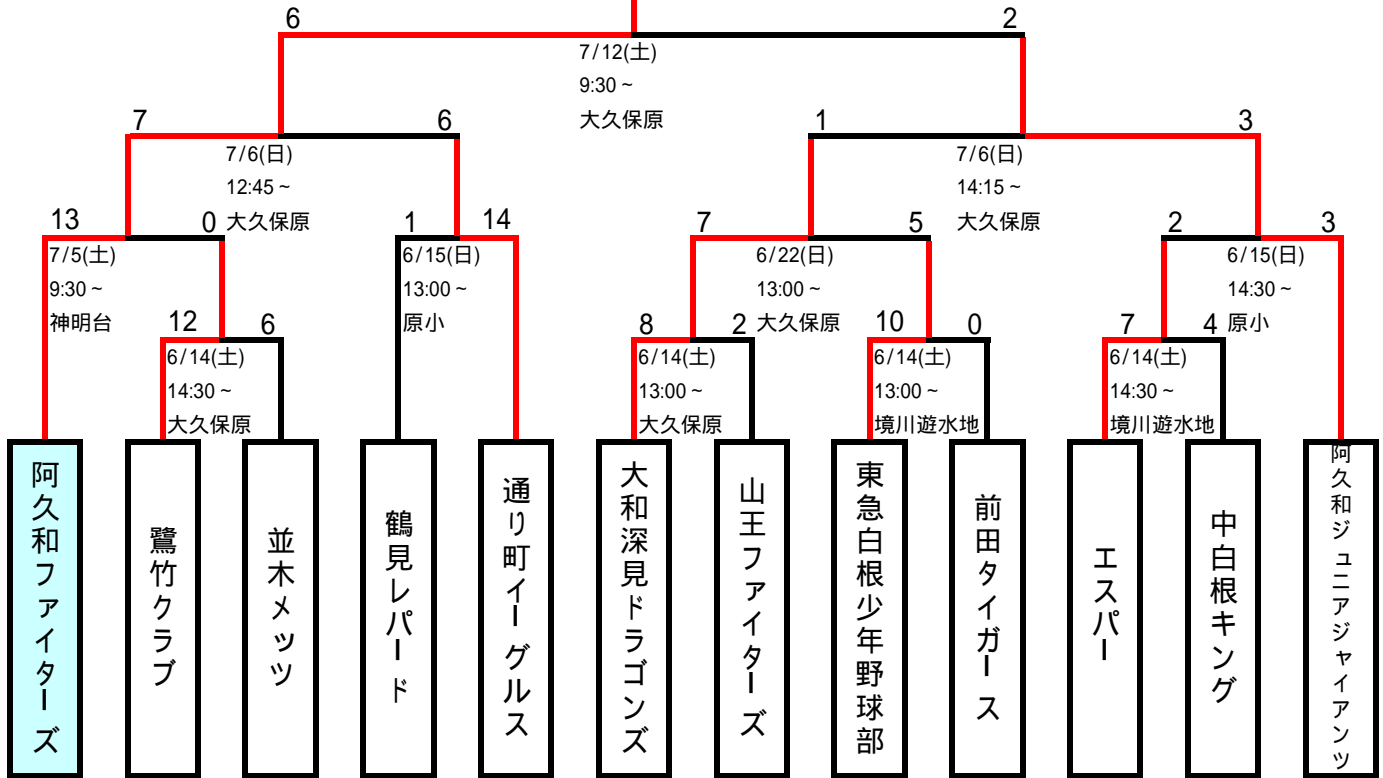 6 2
7/12(土)
9:30 ~
大久保原
7 6 1 3
7/6(日)
12:45 ~
大久保原
7/6(日)
14:15 ~
大久保原
13 0 1 14 7 5 2 3
7/5(土)
9:30 ~
神明台
6/15(日)
13:00 ~
原小
6/22(日)
13:00 ~
大久保原
6/15(日)
14:30 ~
原小
12 6 8 2 10 0 7 4
6/14(土)
14:30 ~
大久保原
6/14(土)
13:00 ~
大久保原
6/14(土)
13:00 ~
境川遊水地
6/14(土)
14:30 ~
境川遊水地
阿久和ファイターズ
鷺竹クラブ
並木メッツ
鶴見レパード
通り町イーグルス
大和深見ドラゴンズ
山王ファイターズ
東急白根少年野球部
前田タイガース
エスパー
中白根キング
阿久和ジュニアジャイアンツ